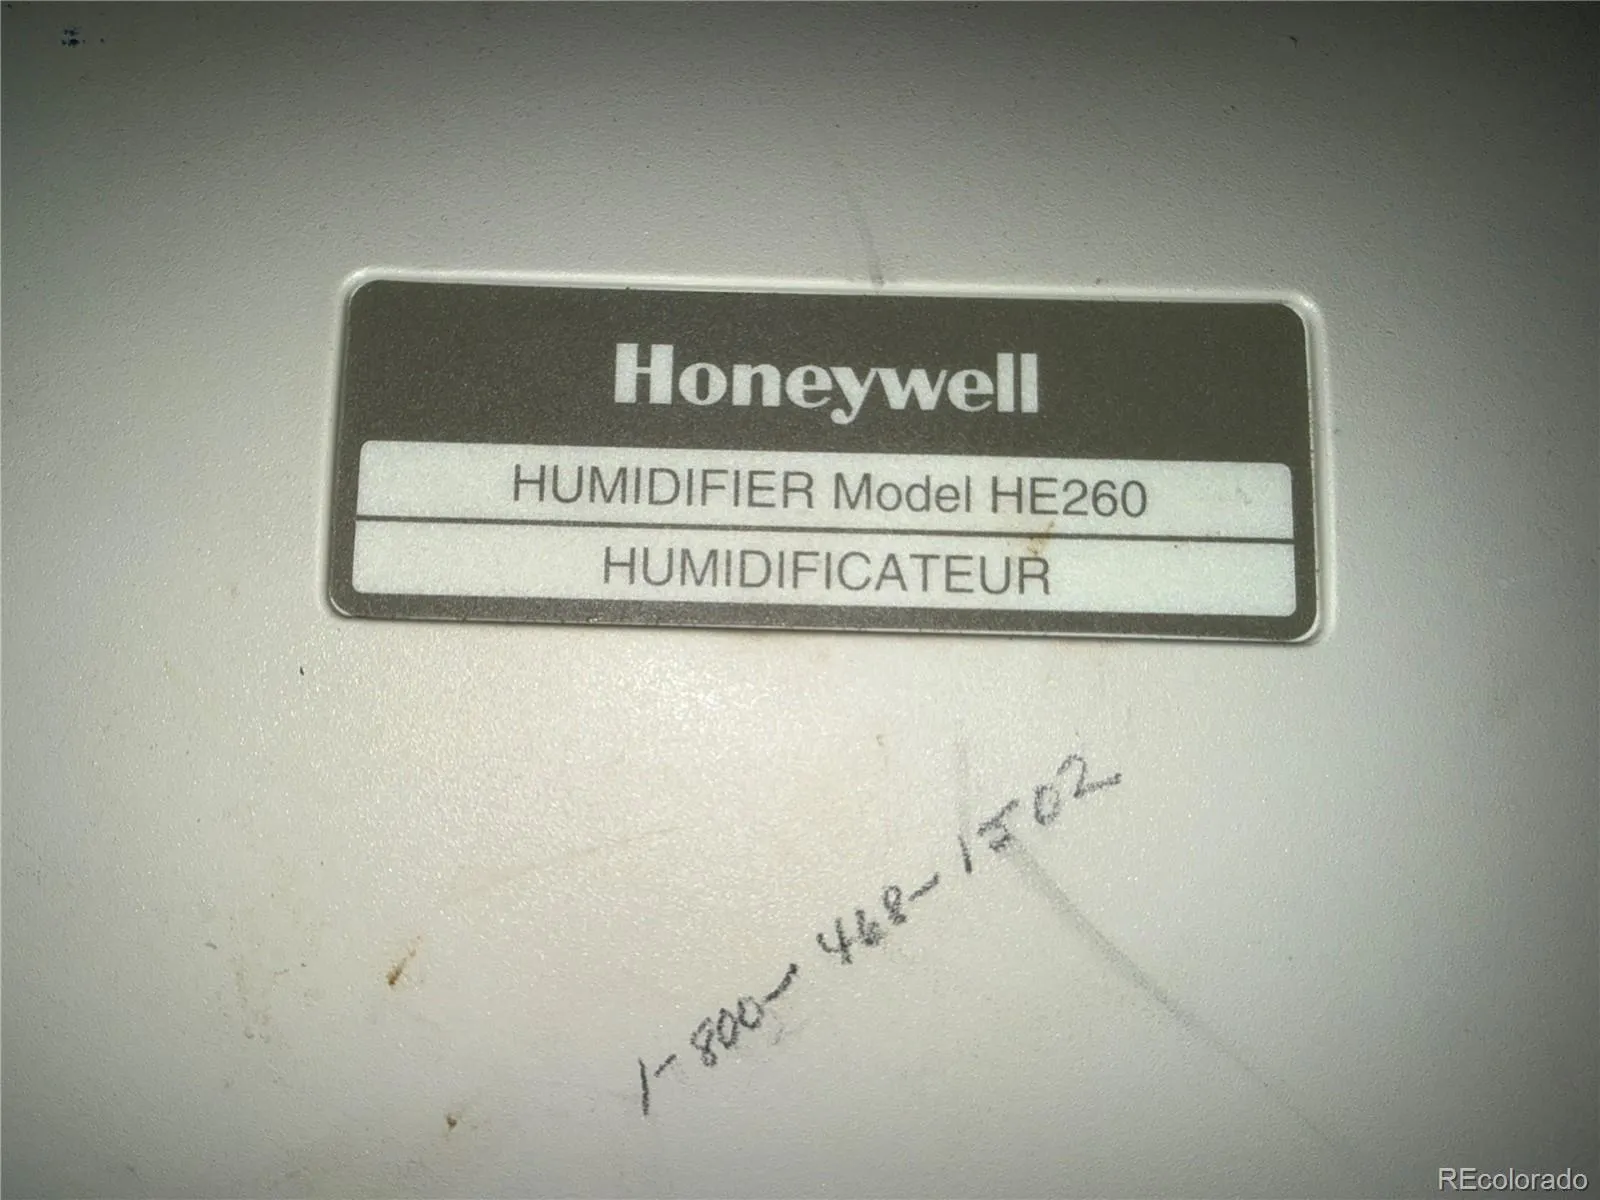 Honeywell
HUMIDIFIER Model HE260
HUMIDIFICATEUR
1-800-468-1502
REcolorado